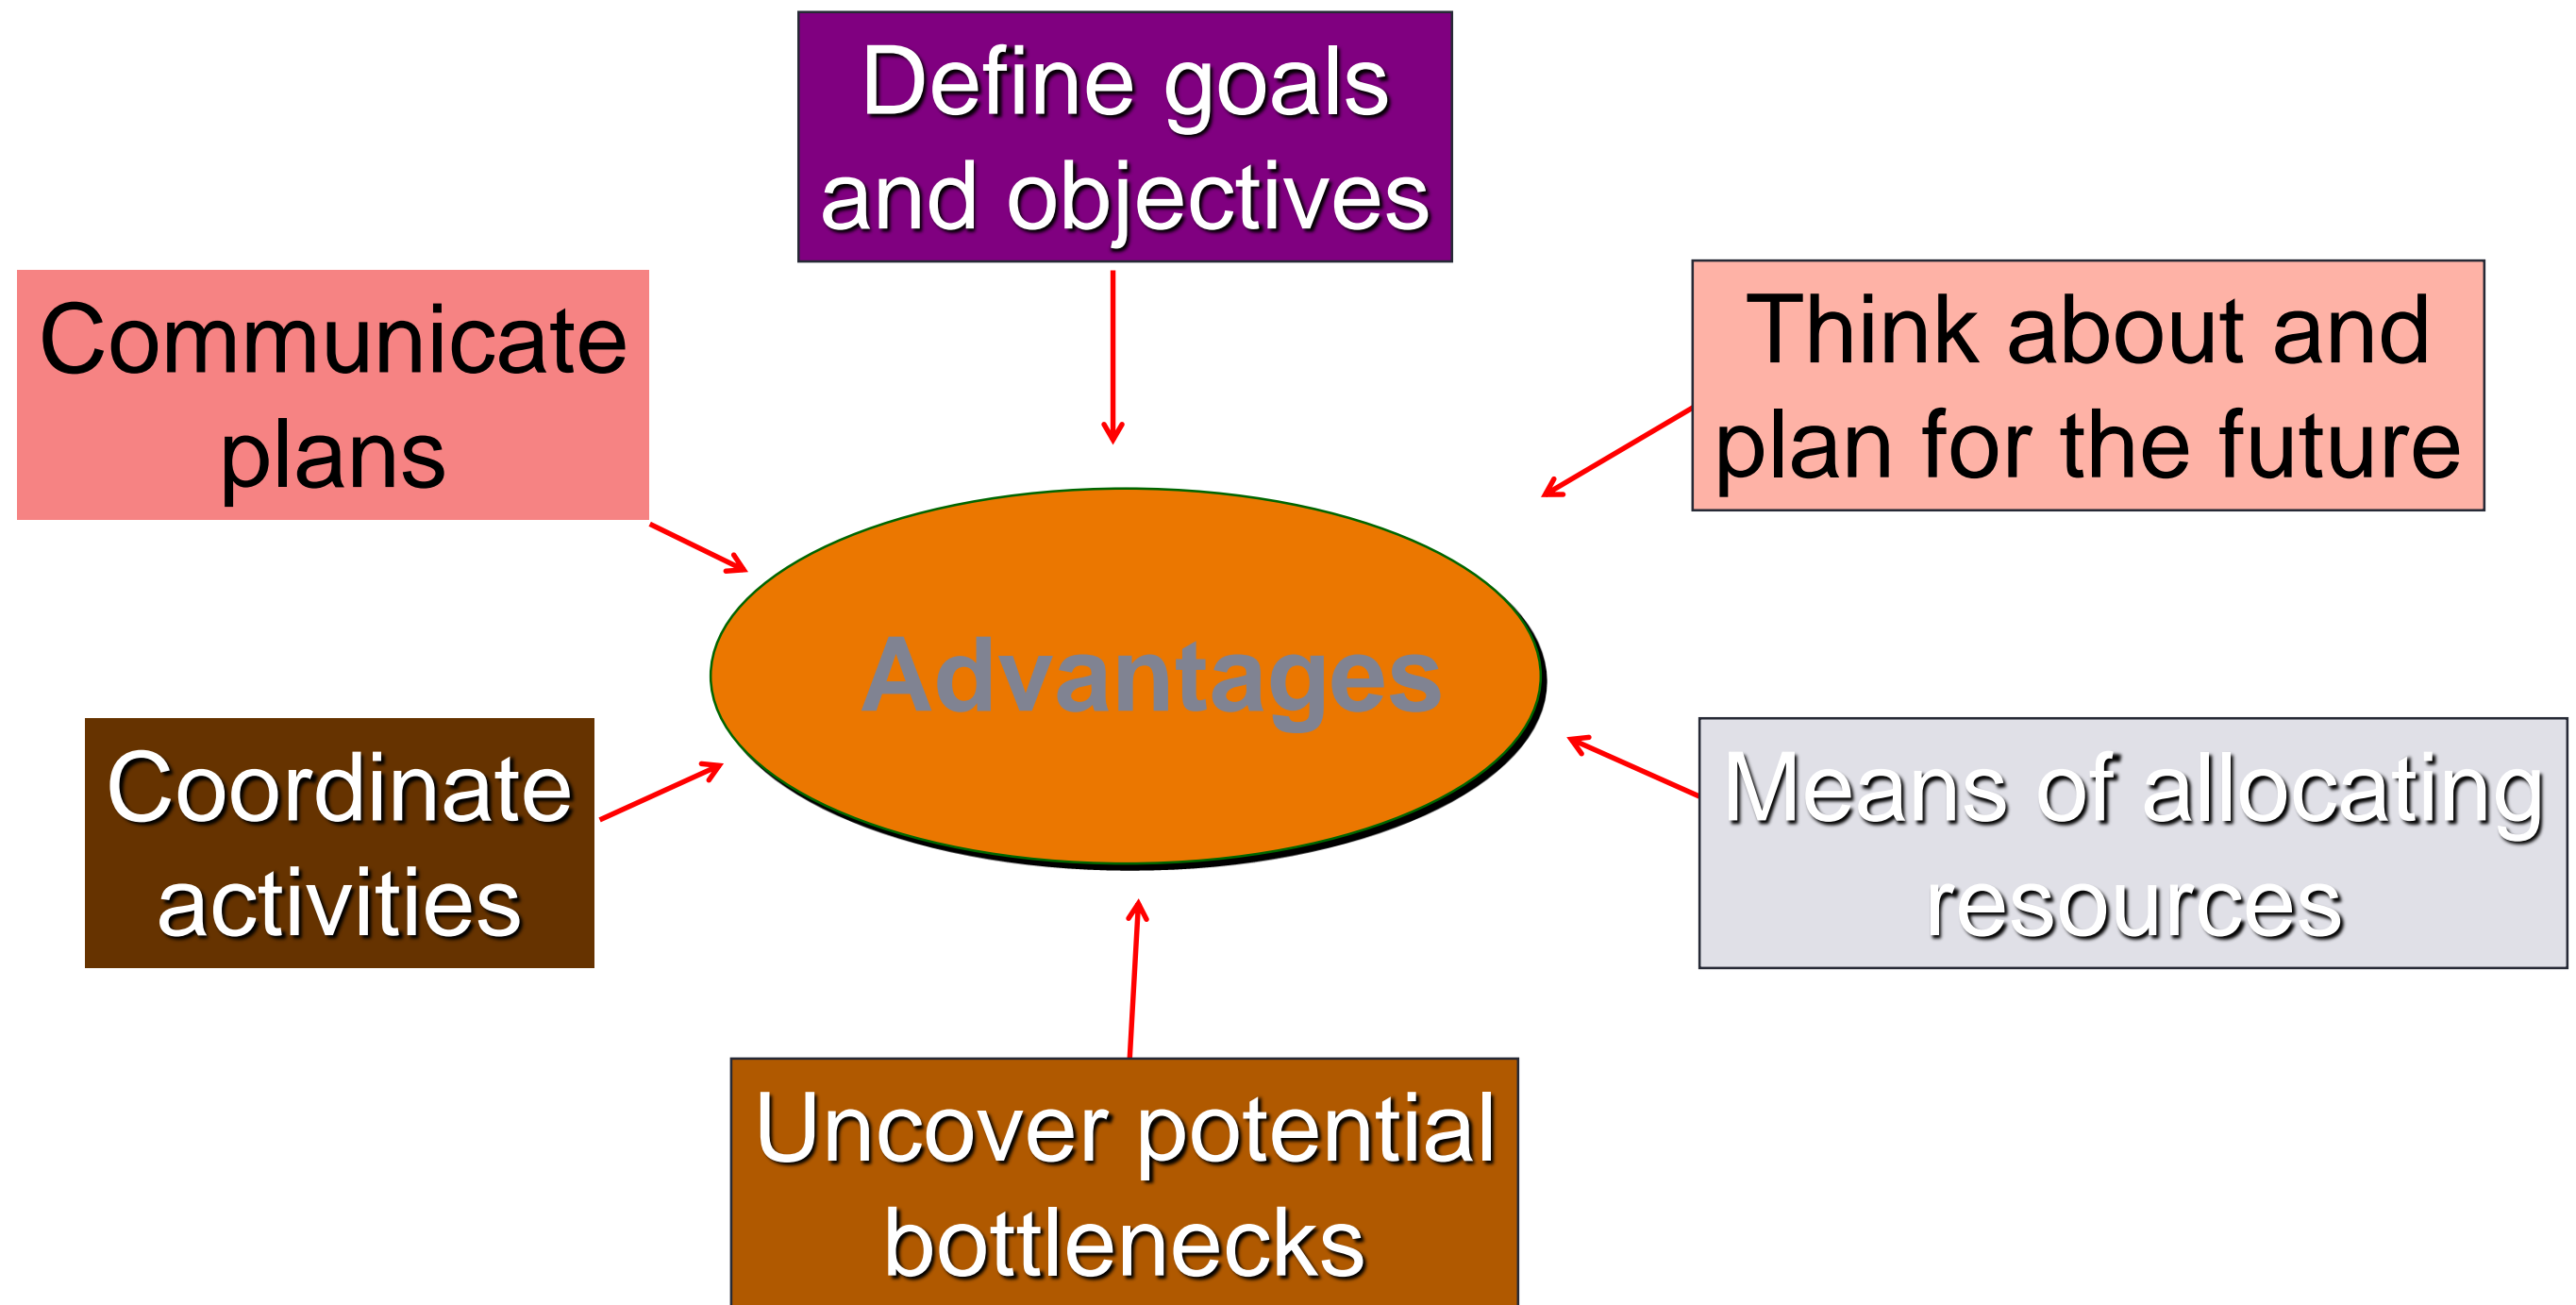 Define goals
and objectives
Communicate
plans
Think about and
plan for the future
Advantages
Coordinate
activities
Means of allocating
resources
Uncover potential
bottlenecks